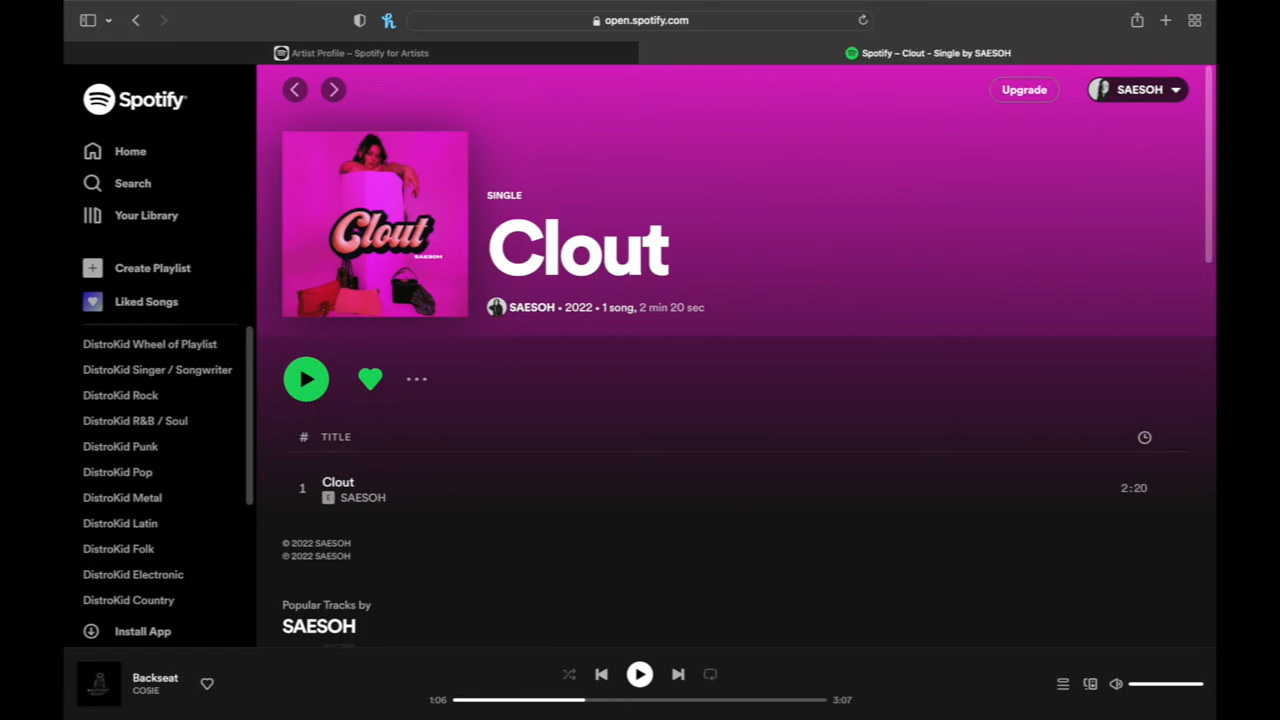 open.spotify.com
Artist Profile – Spotify for Artists
Spotify – Clout - Single by SAESOH
Spotify
Home
Search
Your Library
Create Playlist
Liked Songs
DistroKid Wheel of Playlist
DistroKid Singer / Songwriter
DistroKid Rock
DistroKid R&B / Soul
DistroKid Punk
DistroKid Pop
DistroKid Metal
DistroKid Latin
DistroKid Folk
DistroKid Electronic
DistroKid Country
Install App
Upgrade
SAESOH
Clout
SAESOH
SINGLE
Clout
SAESOH • 2022 • 1 song, 2 min 20 sec
# TITLE
1 Clout 2:20
E SAESOH
© 2022 SAESOH
℗ 2022 SAESOH
Popular Tracks by
SAESOH
Backseat
COSIE
1:06 3:07